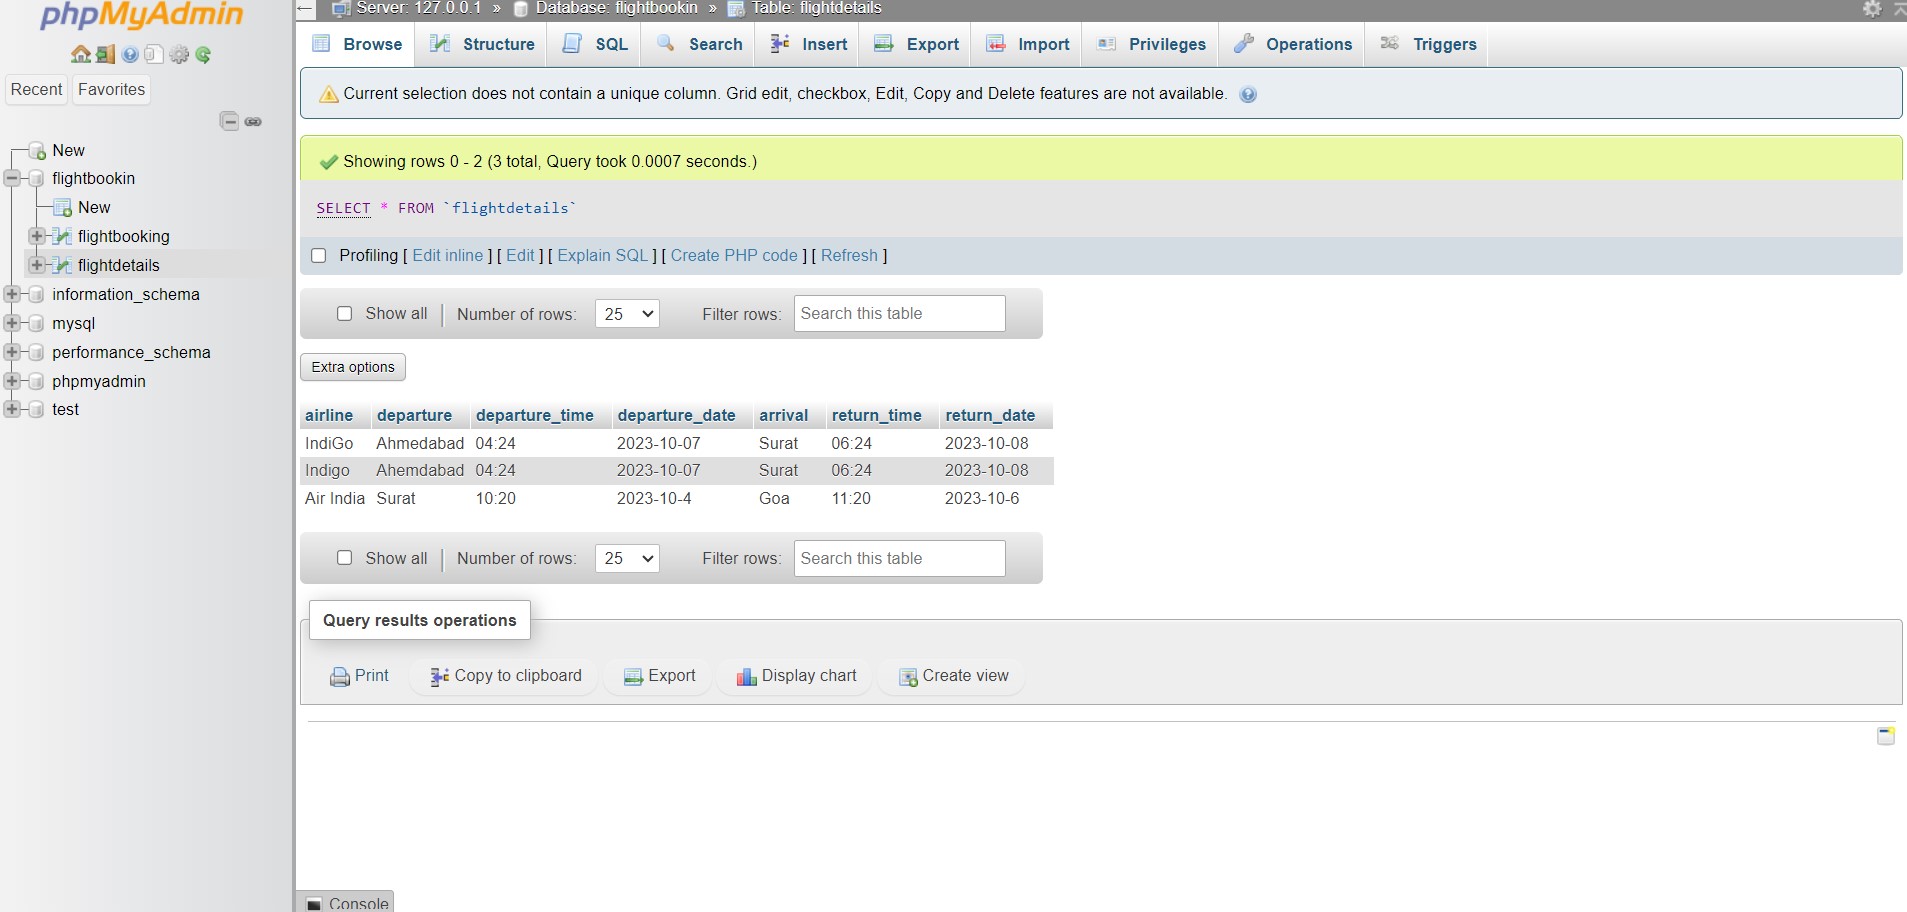 phpMyAdmin
Recent Favorites
New
flightbookin
New
flightbooking
flightdetails
information_schema
mysql
performance_schema
phpmyadmin
test
Server: 127.0.0.1 » Database: flightbookin » Table: flightdetails
Browse Structure SQL Search Insert Export Import Privileges Operations Triggers
Current selection does not contain a unique column. Grid edit, checkbox, Edit, Copy and Delete features are not available.
Showing rows 0 - 2 (3 total, Query took 0.0007 seconds.)
SELECT * FROM `flightdetails`
Profiling [ Edit inline ] [ Edit ] [ Explain SQL ] [ Create PHP code ] [ Refresh ]
Show all Number of rows: 25 Filter rows: Search this table
Extra options
airline departure departure_time departure_date arrival return_time return_date
IndiGo Ahmedabad 04:24 2023-10-07 Surat 06:24 2023-10-08
Indigo Ahemdabad 04:24 2023-10-07 Surat 06:24 2023-10-08
Air India Surat 10:20 2023-10-4 Goa 11:20 2023-10-6
Show all Number of rows: 25 Filter rows: Search this table
Query results operations
Print Copy to clipboard Export Display chart Create view
Console